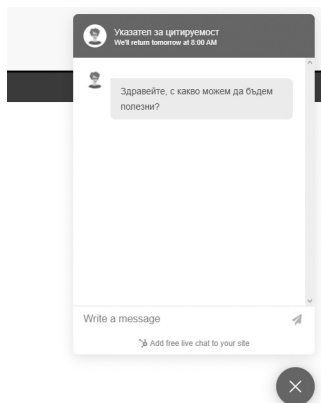 Указател за цитируемост
We'll return tomorrow at 8:00 AM
Здравейте, с какво можем да бъдем
полезни?
Write a message
Add free live chat to your site